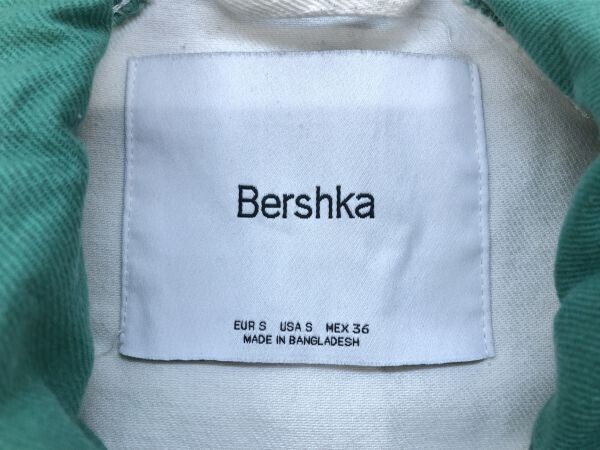 Bershka
EUR S USA S MEX 36
MADE IN BANGLADESH